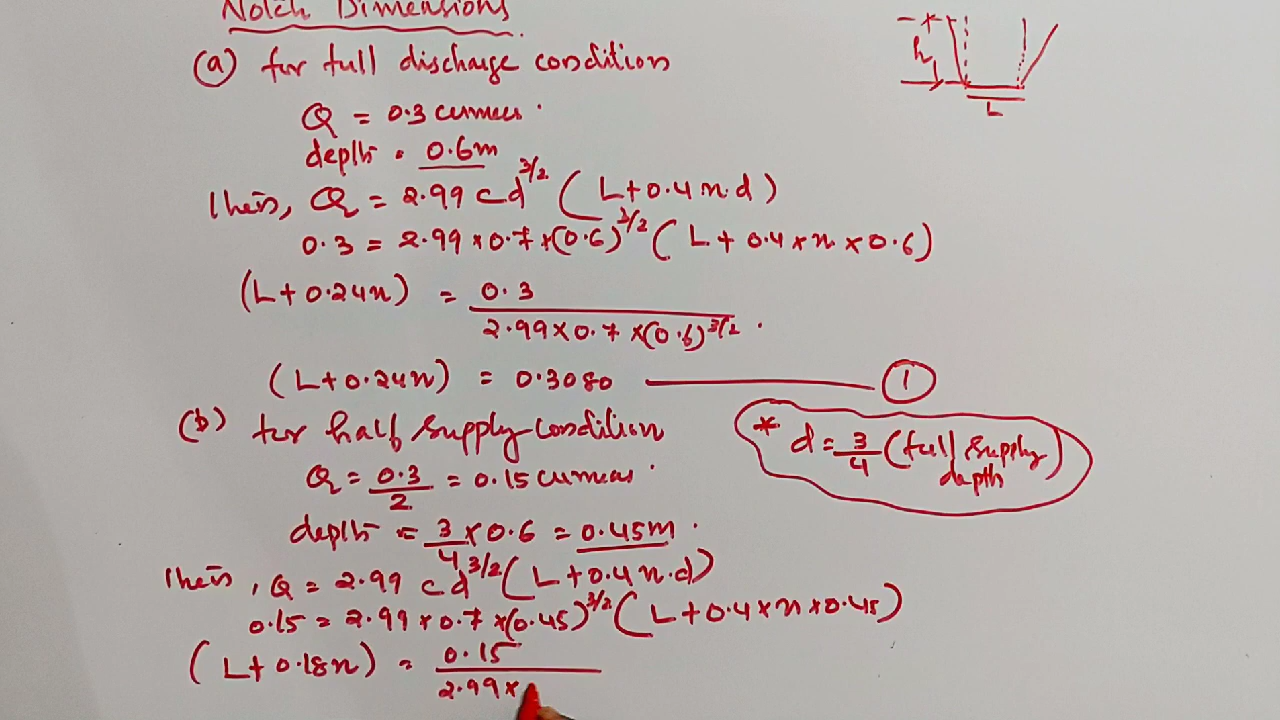 Notch Dimensions
(a) for full discharge condition
Q = 0.3 cumecs.
depth = 0.6m
Then, Q = 2.99 cd^3/2 (L+0.4 n.d)
0.3 = 2.99 × 0.7 × (0.6)^3/2 (L + 0.4 × n × 0.6)
(L+0.24n) = 0.3
2.99×0.7×(0.6)^3/2.
(L+0.24n) = 0.3080 ——— 1
(b) for half supply condition
Q = 0.3/2 = 0.15 cumecs.
depth = 3/4 × 0.6 = 0.45m.
Then, Q = 2.99 cd^3/2 (L+0.4 n.d)
0.15 = 2.99 × 0.7 × (0.45)^3/2 (L+0.4×n×0.45)
(L+0.18n) = 0.15
2.99×
* d = 3/4 (full supply
depth)
h
L